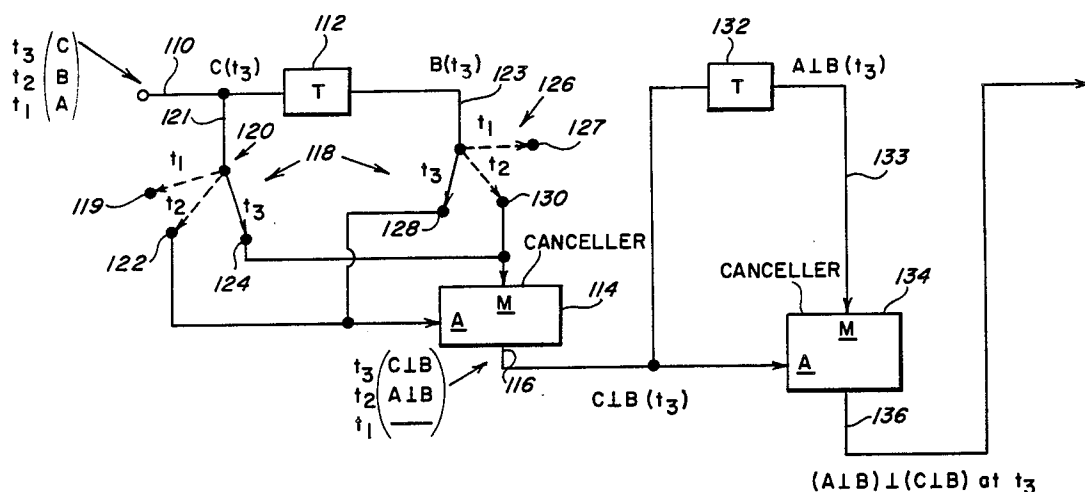 112
132
t3 ( C
t2 B
t1 A )
110
C(t3)
T
B(t3)
123
T
A⊥B(t3)
121
120
126
t1
127
118
t1
t2
t3
133
119
t2
t3
130
122
124
128
CANCELLER
CANCELLER
134
M
114
M
A
A
t3 ( C⊥B
t2 A⊥B
t1 — )
116
C⊥B(t3)
136
(A⊥B)⊥(C⊥B) at t3